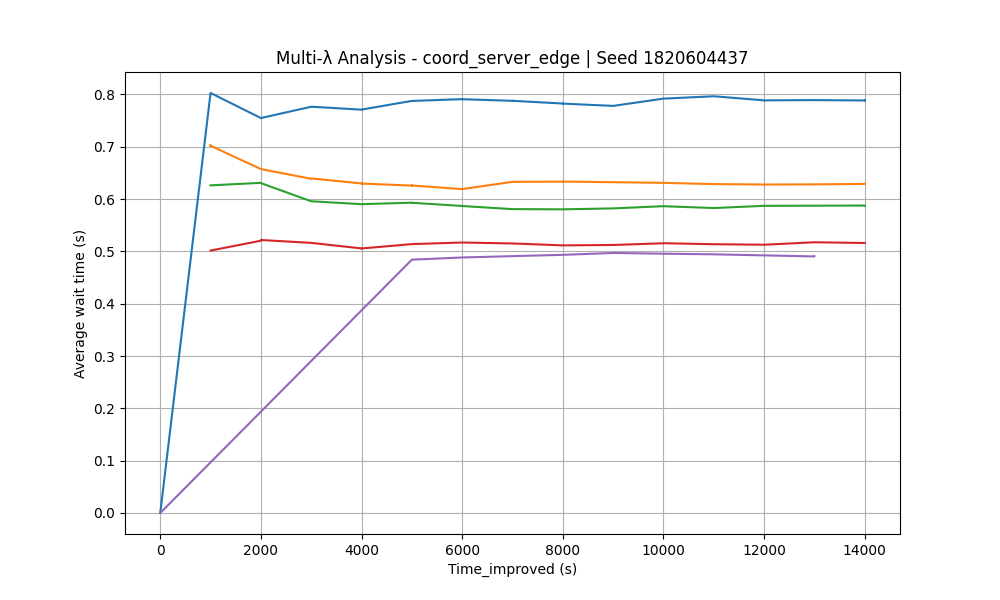 Multi-λ Analysis - coord_server_edge | Seed 1820604437
Average wait time (s)
0.8
0.7
0.6
0.5
0.4
0.3
0.2
0.1
0.0
0 2000 4000 6000 8000 10000 12000 14000
Time_improved (s)